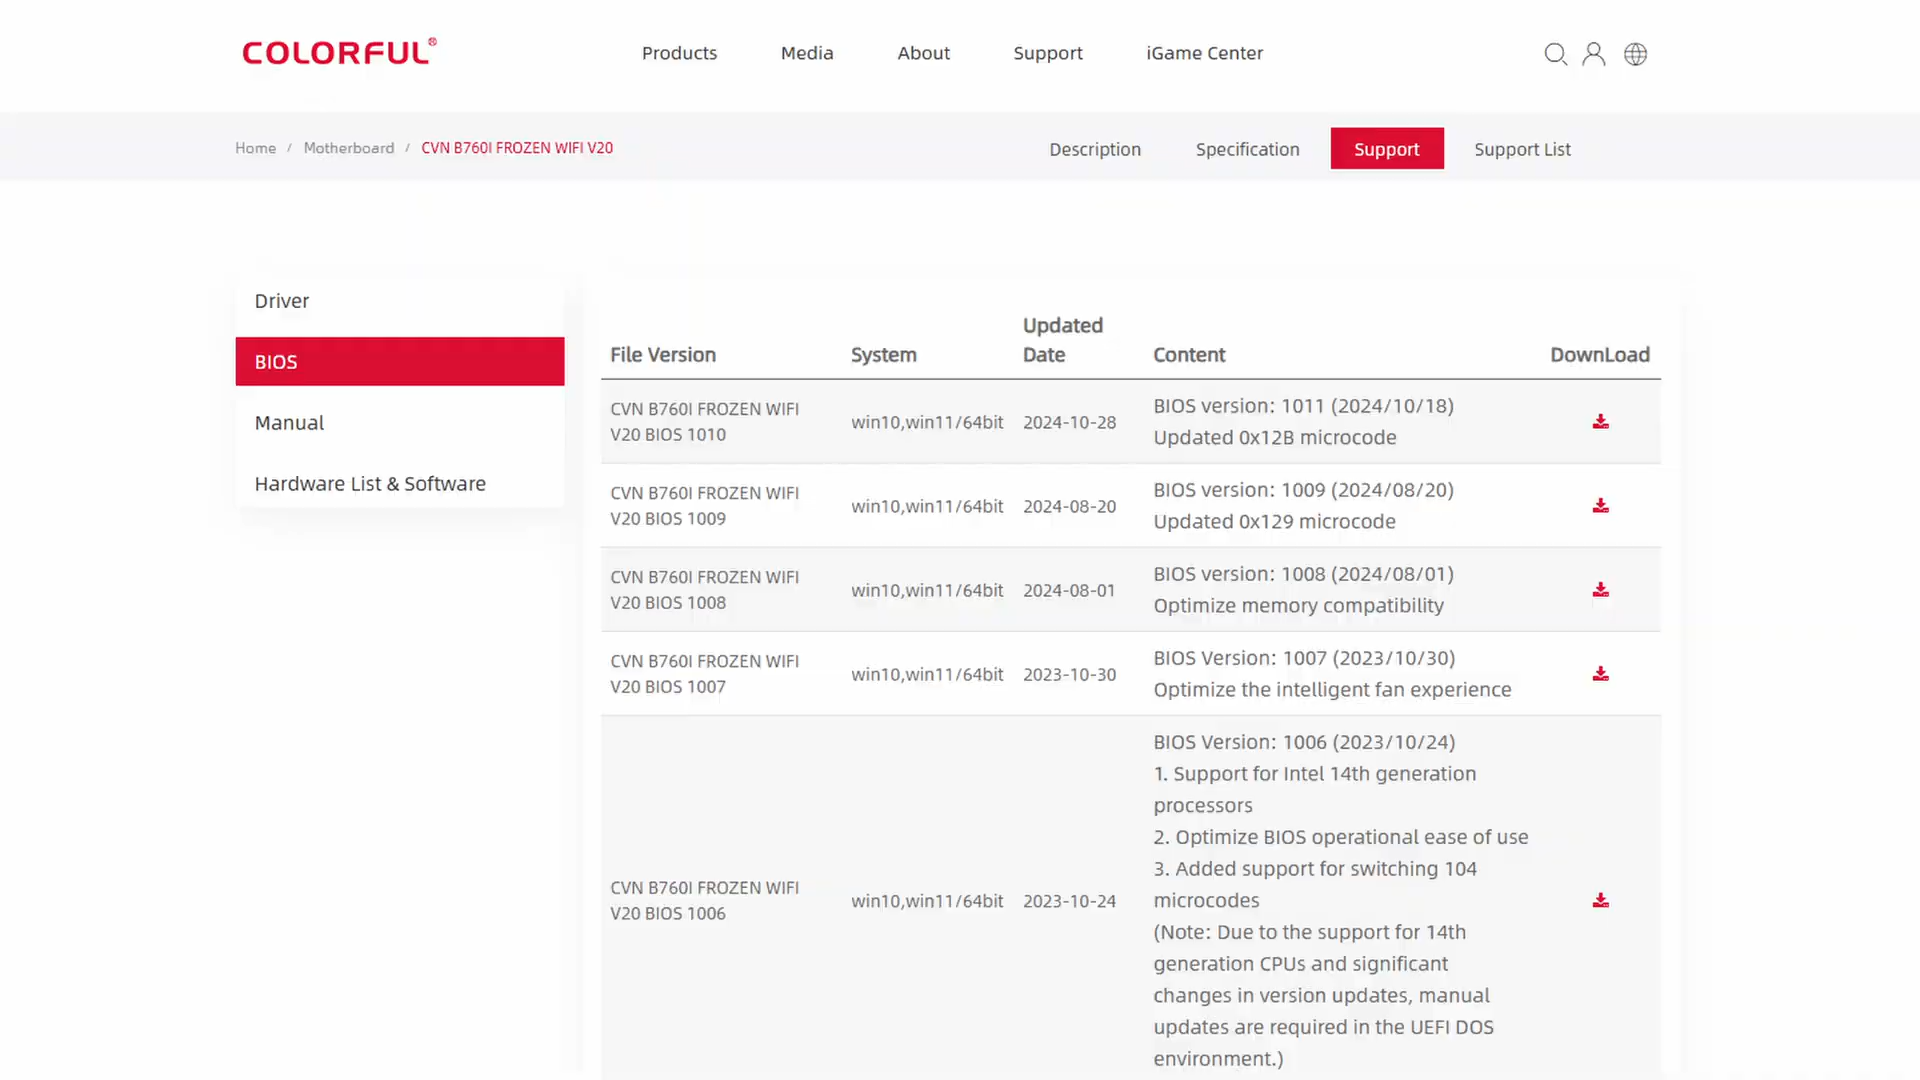 COLORFUL®
Products
Media
About
Support
iGame Center
Home / Motherboard / CVN B760I FROZEN WIFI V20
Description
Specification
Support
Support List
Driver
BIOS
Manual
Hardware List & Software
File Version
System
Updated
Date
Content
DownLoad
CVN B760I FROZEN WIFI
V20 BIOS 1010
win10,win11/64bit
2024-10-28
BIOS version: 1011 (2024/10/18)
Updated 0x12B microcode
CVN B760I FROZEN WIFI
V20 BIOS 1009
win10,win11/64bit
2024-08-20
BIOS version: 1009 (2024/08/20)
Updated 0x129 microcode
CVN B760I FROZEN WIFI
V20 BIOS 1008
win10,win11/64bit
2024-08-01
BIOS version: 1008 (2024/08/01)
Optimize memory compatibility
CVN B760I FROZEN WIFI
V20 BIOS 1007
win10,win11/64bit
2023-10-30
BIOS Version: 1007 (2023/10/30)
Optimize the intelligent fan experience
CVN B760I FROZEN WIFI
V20 BIOS 1006
win10,win11/64bit
2023-10-24
BIOS Version: 1006 (2023/10/24)
1. Support for Intel 14th generation
processors
2. Optimize BIOS operational ease of use
3. Added support for switching 104
microcodes
(Note: Due to the support for 14th
generation CPUs and significant
changes in version updates, manual
updates are required in the UEFI DOS
environment.)